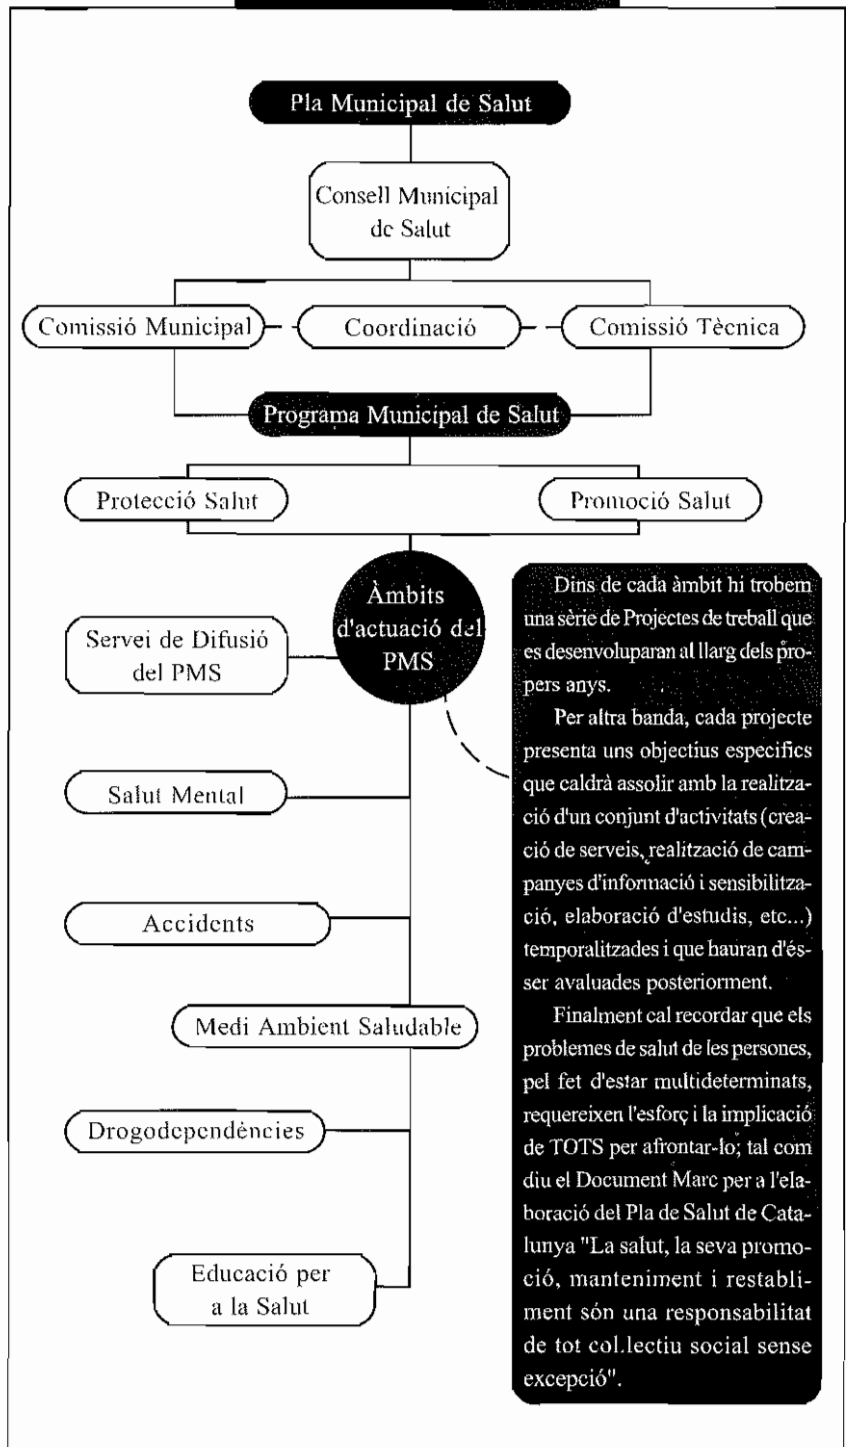 Pla Municipal de Salut
Consell Municipal
de Salut
Comissió Municipal
Coordinació
Comissió Tècnica
Programa Municipal de Salut
Protecció Salut
Promoció Salut
Àmbits
d'actuació del
PMS
Servei de Difusió
del PMS
Salut Mental
Accidents
Medi Ambient Saludable
Drogodependències
Educació per
a la Salut
Dins de cada àmbit hi trobem
una sèrie de Projectes de treball que
es desenvoluparan al llarg dels pro-
pers anys.
Per altra banda, cada projecte
presenta uns objectius especifics
que caldrà assolir amb la realitza-
ció d'un conjunt d'activitats (crea-
ció de serveis, realització de cam-
panyes d'informació i sensibilitza-
ció, elaboració d'estudis, etc...)
temporalitzades i que hauran d'és-
ser avaluades posteriorment.
Finalment cal recordar que els
problemes de salut de les persones,
pel fet d'estar multideterminats,
requereixen l'esforç i la implicació
de TOTS per afrontar-lo; tal com
diu el Document Marc per a l'ela-
boració del Pla de Salut de Cata-
lunya "La salut, la seva promo-
ció, manteniment i restabli-
ment són una responsabilitat
de tot col.lectiu social sense
excepció".